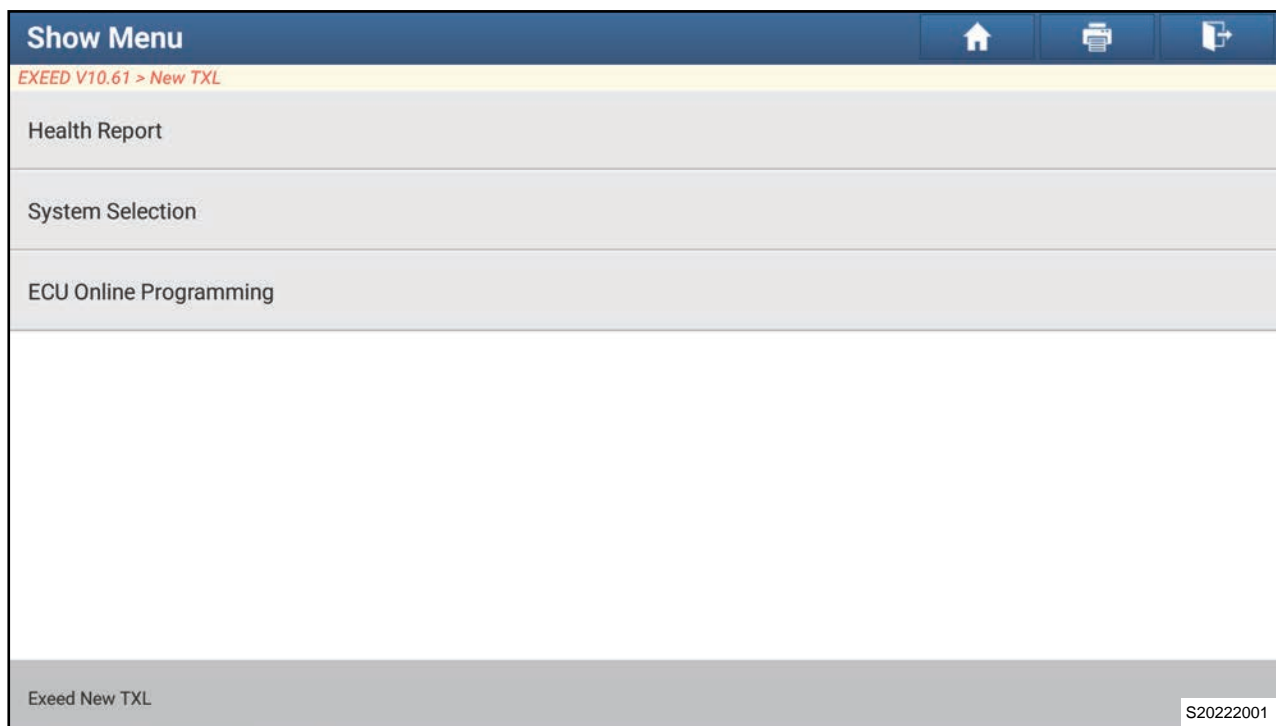 Show Menu
EXEED V10.61 > New TXL
Health Report
System Selection
ECU Online Programming
Exeed New TXL
S20222001